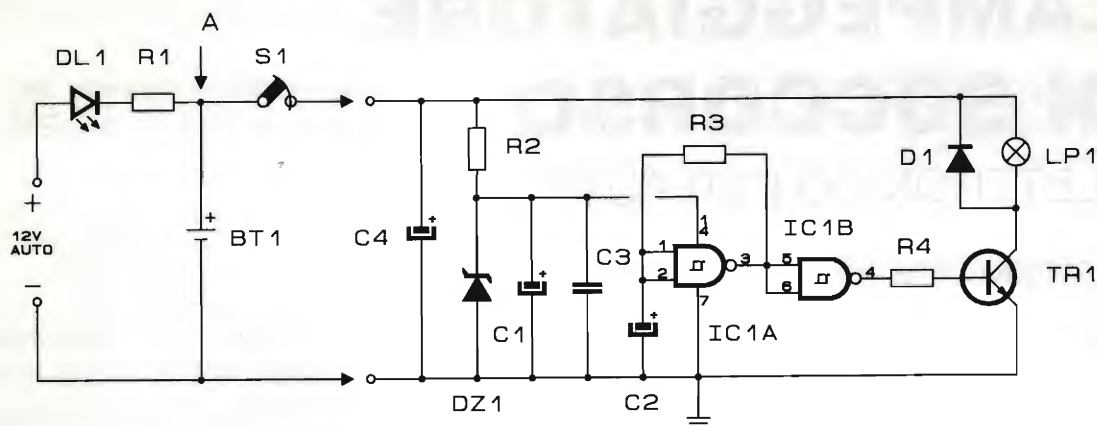 A
DL1
R1
S1
R2
R3
D1
LP1
+
12V
AUTO
-
+
BT1
C4
+
+
C1
C3
1
4
1
2
3
7
IC1A
IC1B
5
6
4
R4
TR1
DZ1
+
C2